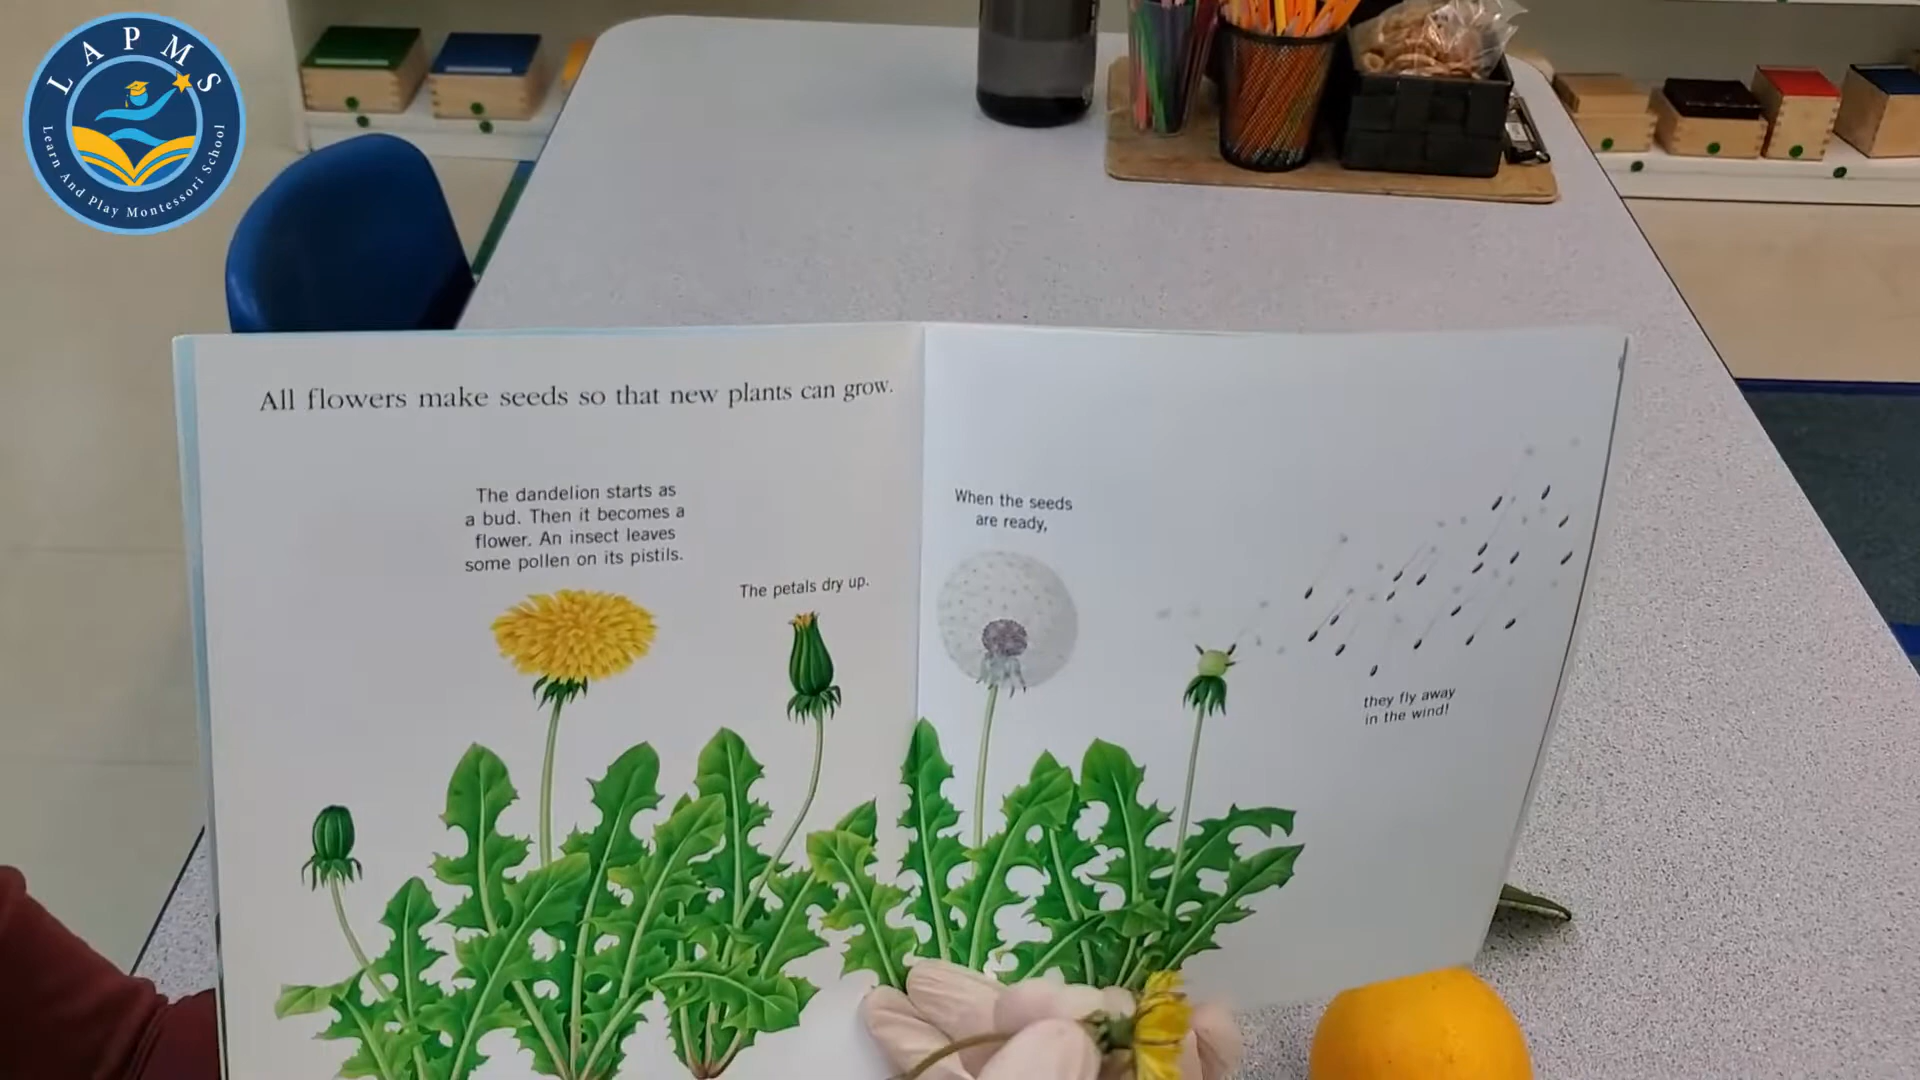 LAPMS
Learn And Play Montessori School
All flowers make seeds so that new plants can grow.
The dandelion starts as
a bud. Then it becomes a
flower. An insect leaves
some pollen on its pistils.
The petals dry up.
When the seeds
are ready,
they fly away
in the wind!